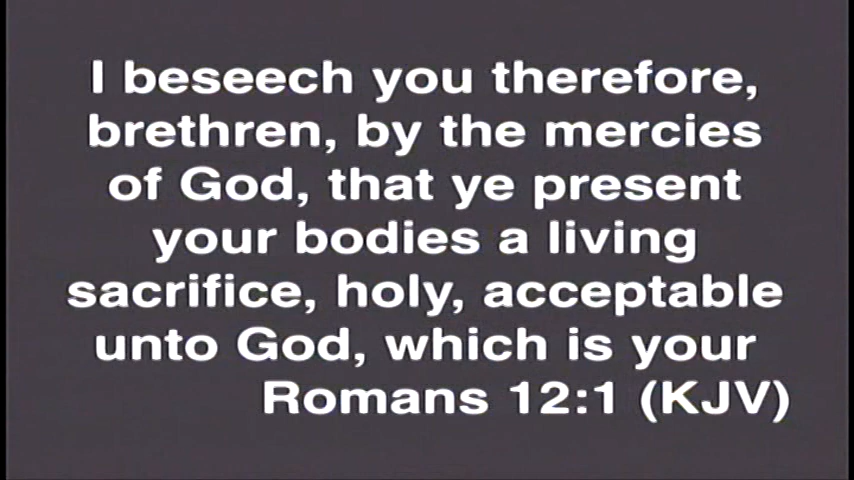 I beseech you therefore,
brethren, by the mercies
of God, that ye present
your bodies a living
sacrifice, holy, acceptable
unto God, which is your
Romans 12:1 (KJV)